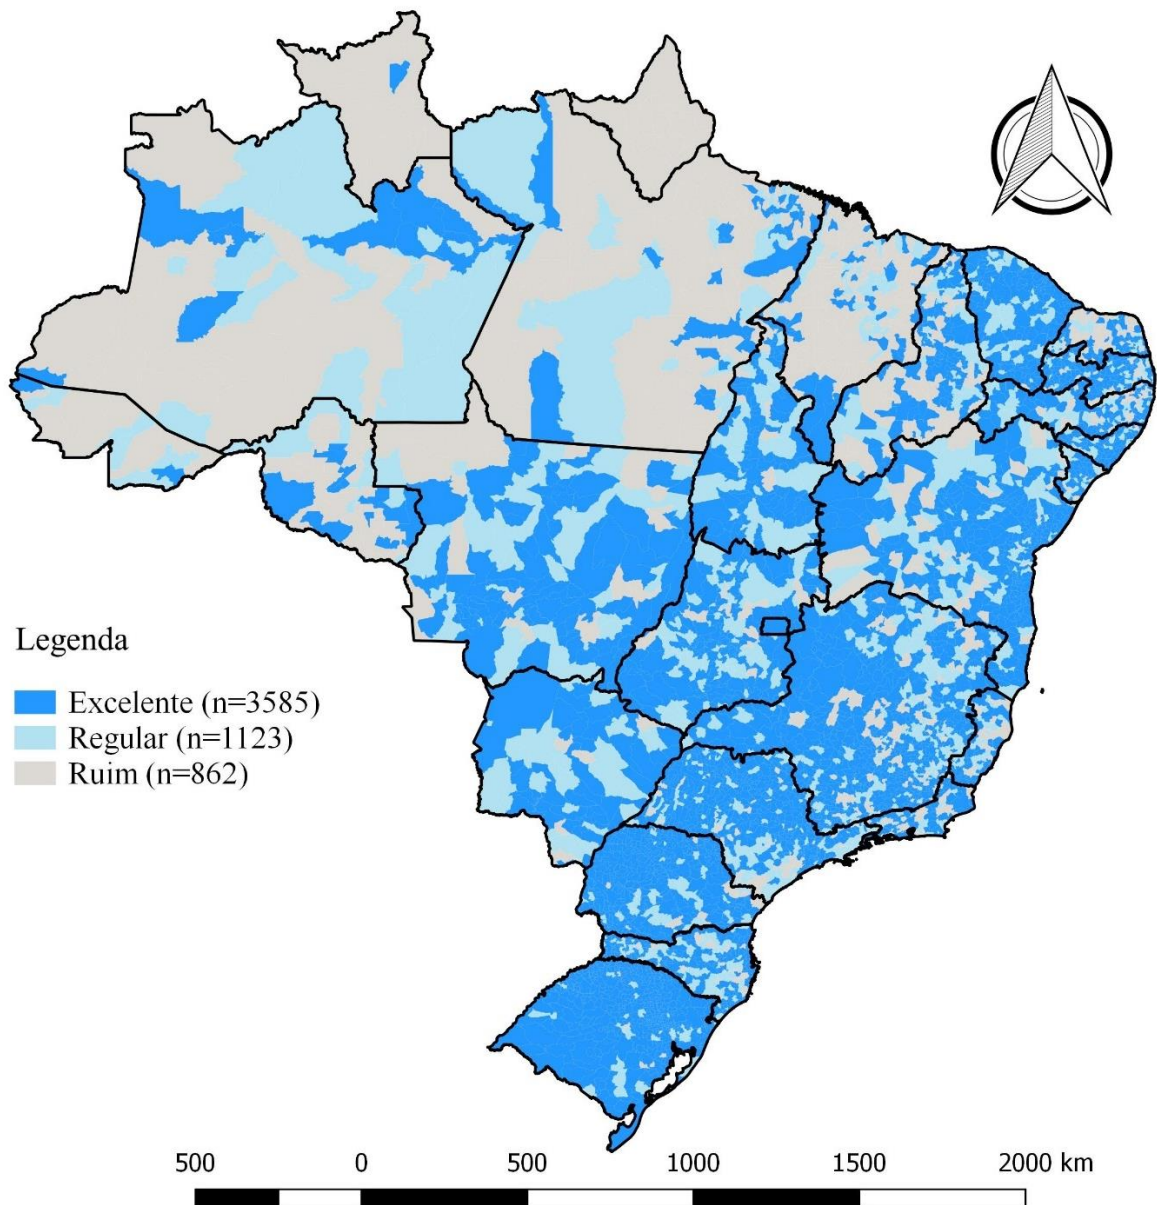 Legenda
Excelente (n=3585)
Regular (n=1123)
Ruim (n=862)
500 0 500 1000 1500 2000 km